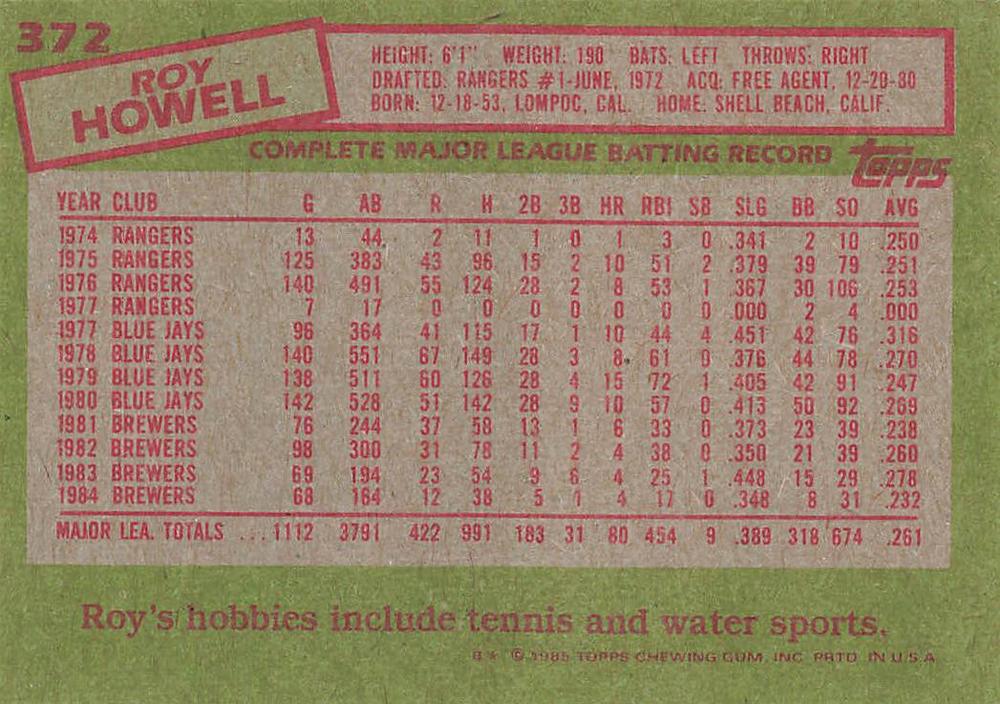 372
ROY
HOWELL
HEIGHT: 6'1" WEIGHT: 190 BATS: LEFT THROWS: RIGHT
DRAFTED: RANGERS #1-JUNE, 1972 ACQ: FREE AGENT, 12-20-80
BORN: 12-18-53, LOMPOC, CAL. HOME: SHELL BEACH, CALIF.
COMPLETE MAJOR LEAGUE BATTING RECORD
topps
YEAR CLUB G AB R H 2B 3B HR RBI SB SLG BB SO AVG
1974 RANGERS 13 44 2 11 1 0 1 3 0 .341 2 10 .250
1975 RANGERS 125 383 43 96 15 2 10 51 2 .379 39 79 .251
1976 RANGERS 140 491 55 124 28 2 8 53 1 .367 30 106 .253
1977 RANGERS 7 17 0 0 0 0 0 0 0 .000 2 4 .000
1977 BLUE JAYS 96 364 41 115 17 1 10 44 4 .451 42 76 .316
1978 BLUE JAYS 140 551 67 149 28 3 8 61 0 .376 44 78 .270
1979 BLUE JAYS 138 511 60 126 28 4 15 72 1 .405 42 91 .247
1980 BLUE JAYS 142 528 51 142 28 9 10 57 0 .413 50 92 .269
1981 BREWERS 76 244 37 58 13 1 6 33 0 .373 23 39 .238
1982 BREWERS 98 300 31 78 11 2 4 38 0 .350 21 39 .260
1983 BREWERS 69 194 23 54 9 6 4 25 1 .448 15 29 .278
1984 BREWERS 68 164 12 38 5 1 4 17 0 .348 8 31 .232
MAJOR LEA. TOTALS ...1112 3791 422 991 183 31 80 454 9 .389 318 674 .261
Roy's hobbies include tennis and water sports.
B* © 1985 TOPPS CHEWING GUM, INC. PRTD. IN U.S.A.